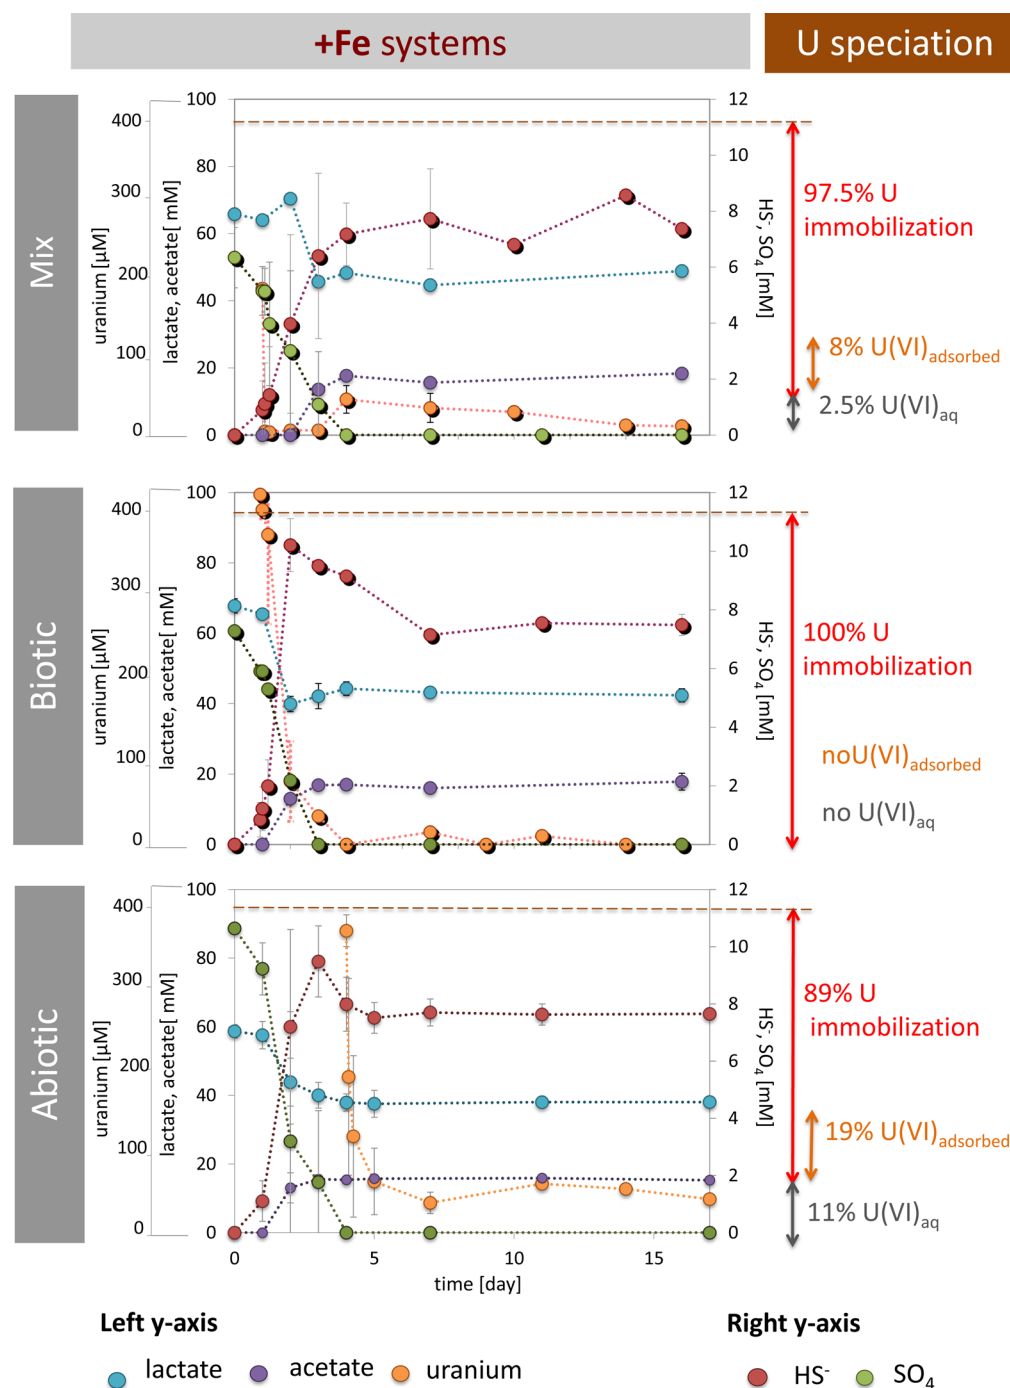 +Fe systems
U speciation
Mix
uranium [µM]
400
300
200
100
0
lactate, acetate[ mM]
100
80
60
40
20
0
12
10
8
6
4
2
0
HS-, SO4 [mM]
97.5% U
immobilization
8% U(VI)adsorbed
2.5% U(VI)aq
Biotic
uranium [µM]
400
300
200
100
0
lactate, acetate[ mM]
100
80
60
40
20
0
12
10
8
6
4
2
0
HS-, SO4 [mM]
100% U
immobilization
noU(VI)adsorbed
no U(VI)aq
Abiotic
uranium [µM]
400
300
200
100
0
lactate, acetate[ mM]
100
80
60
40
20
0
12
10
8
6
4
2
0
HS-, SO4 [mM]
89% U
immobilization
19% U(VI)adsorbed
11% U(VI)aq
0
5
10
15
time [day]
Left y-axis
Right y-axis
lactate
acetate
uranium
HS-
SO4